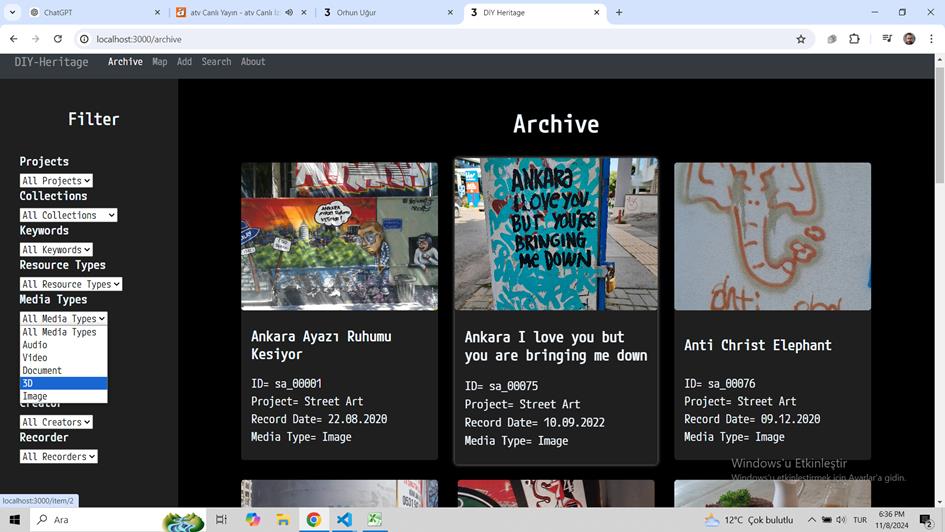 ChatGPT
atv Canlı Yayın - atv Canlı İz
Orhun Uğur
DIY Heritage
localhost:3000/archive
DIY-Heritage Archive Map Add Search About
Filter
Projects
All Projects
Collections
All Collections
Keywords
All Keywords
Resource Types
All Resource Types
Media Types
All Media Types
All Media Types
Audio
Video
Document
3D
Image
Creator
All Creators
Recorder
All Recorders
Archive
Ankara Ayazı Ruhumu
Kesiyor
ID= sa_00001
Project= Street Art
Record Date= 22.08.2020
Media Type= Image
ANKARA
I LOVE YOU
BUT YOU'RE
BRINGING
ME DOWN
Ankara I love you but
you are bringing me down
ID= sa_00075
Project= Street Art
Record Date= 10.09.2022
Media Type= Image
Anti Christ Elephant
ID= sa_00076
Project= Street Art
Record Date= 09.12.2020
Media Type= Image
Windows'u Etkinleştir
Windows'u etkinleştirmek için Ayarlar'a gidin.
localhost:3000/item/2
Ara
12°C Çok bulutlu
TUR
6:36 PM
11/8/2024
2